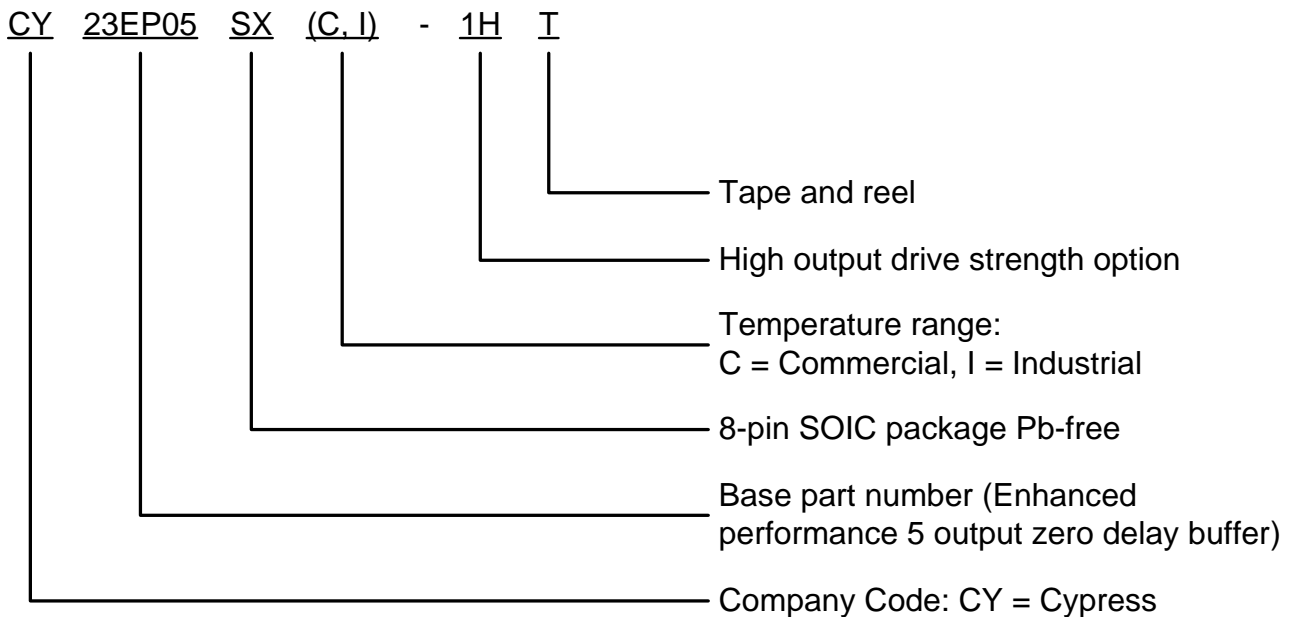 CY 23EP05 SX (C, I) - 1H T
Tape and reel
High output drive strength option
Temperature range:
C = Commercial, I = Industrial
8-pin SOIC package Pb-free
Base part number (Enhanced
performance 5 output zero delay buffer)
Company Code: CY = Cypress